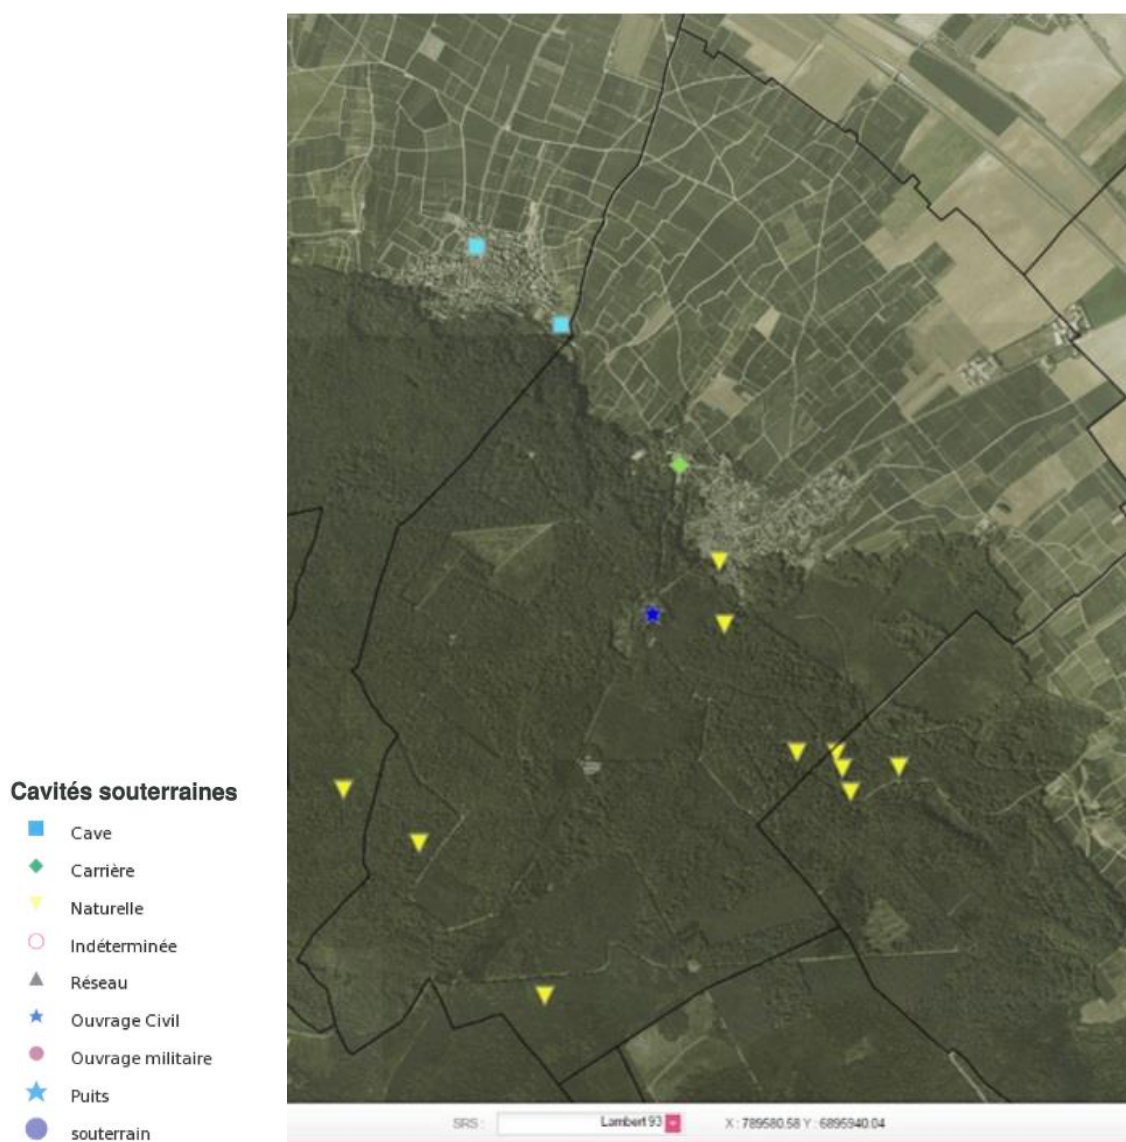 Cavités souterraines
Cave
Carrière
Naturelle
Indéterminée
Réseau
Ouvrage Civil
Ouvrage militaire
Puits
souterrain
SRS : Lambert 93 X : 789580.58 Y : 6895940.04